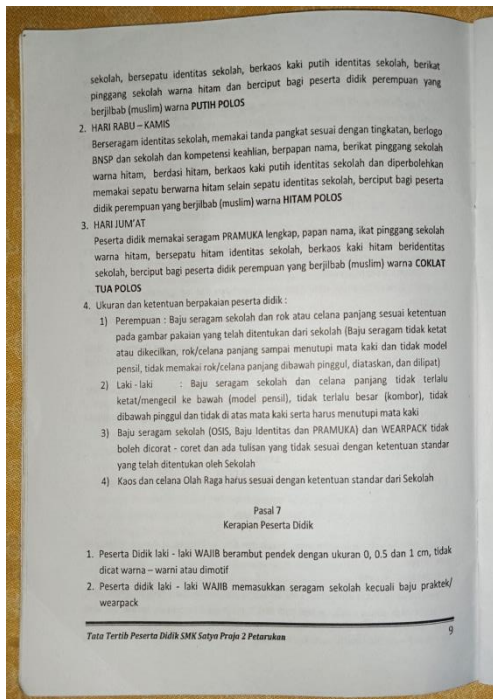 sekolah, bersepatu identitas sekolah, berkaos kaki putih identitas sekolah, berikat
pinggang sekolah warna hitam dan berciput bagi peserta didik perempuan yang
berjilbab (muslim) warna PUTIH POLOS
2. HARI RABU – KAMIS
Berseragam identitas sekolah, memakai tanda pangkat sesuai dengan tingkatan, berlogo
BNSP dan sekolah dan kompetensi keahlian, berpapan nama, berikat pinggang sekolah
warna hitam, berdasi hitam, berkaos kaki putih identitas sekolah dan diperbolehkan
memakai sepatu berwarna hitam selain sepatu identitas sekolah, berciput bagi peserta
didik perempuan yang berjilbab (muslim) warna HITAM POLOS
3. HARI JUM'AT
Peserta didik memakai seragam PRAMUKA lengkap, papan nama, ikat pinggang sekolah
warna hitam, bersepatu hitam identitas sekolah, berkaos kaki hitam beridentitas
sekolah, berciput bagi peserta didik perempuan yang berjilbab (muslim) warna COKLAT
TUA POLOS
4. Ukuran dan ketentuan berpakaian peserta didik :
1) Perempuan : Baju seragam sekolah dan rok atau celana panjang sesuai ketentuan
pada gambar pakaian yang telah ditentukan dari sekolah (Baju seragam tidak ketat
atau dikecilkan, rok/celana panjang sampai menutupi mata kaki dan tidak model
pensil, tidak memakai rok/celana panjang dibawah pinggul, diataskan, dan dilipat)
2) Laki - laki : Baju seragam sekolah dan celana panjang tidak terlalu
ketat/mengecil ke bawah (model pensil), tidak terlalu besar (kombor), tidak
dibawah pinggul dan tidak di atas mata kaki serta harus menutupi mata kaki
3) Baju seragam sekolah (OSIS, Baju Identitas dan PRAMUKA) dan WEARPACK tidak
boleh dicorat - coret dan ada tulisan yang tidak sesuai dengan ketentuan standar
yang telah ditentukan oleh Sekolah
4) Kaos dan celana Olah Raga harus sesuai dengan ketentuan standar dari Sekolah
Pasal 7
Kerapian Peserta Didik
1. Peserta Didik laki - laki WAJIB berambut pendek dengan ukuran 0, 0.5 dan 1 cm, tidak
dicat warna – warni atau dimotif
2. Peserta didik laki - laki WAJIB memasukkan seragam sekolah kecuali baju praktek/
wearpack
Tata Tertib Peserta Didik SMK Satya Praja 2 Petarukan
9